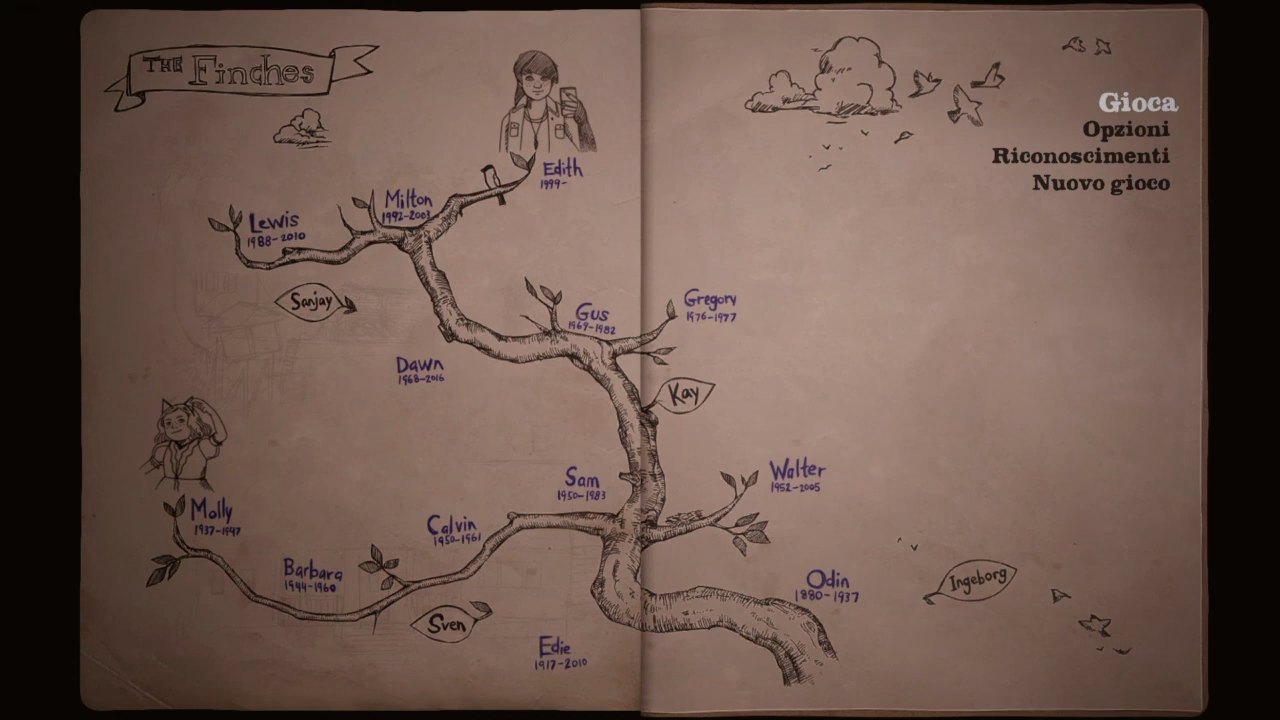 THE Finches
Edith
1999-
Milton
1992-2003
Lewis
1988-2010
Sanjay
Gus
1969-1982
Gregory
1976-1977
Dawn
1968-2016
Kay
Sam
1950-1983
Walter
1952-2005
Molly
1937-1947
Calvin
1950-1961
Barbara
1944-1960
Sven
Edie
1917-2010
Odin
1880-1937
Ingeborg
Gioca
Opzioni
Riconoscimenti
Nuovo gioco